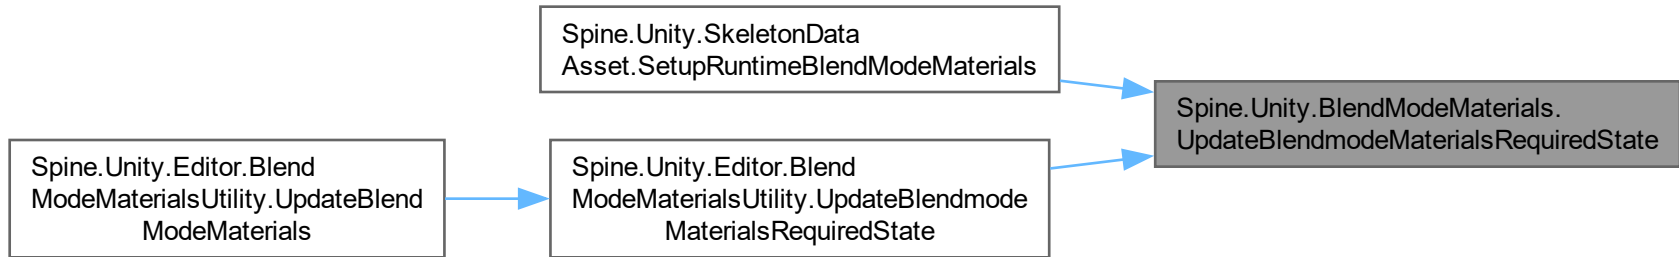 Spine.Unity.SkeletonData
Asset.SetupRuntimeBlendModeMaterials
Spine.Unity.BlendModeMaterials.
UpdateBlendmodeMaterialsRequiredState
Spine.Unity.Editor.Blend
ModeMaterialsUtility.UpdateBlend
ModeMaterials
Spine.Unity.Editor.Blend
ModeMaterialsUtility.UpdateBlendmode
MaterialsRequiredState